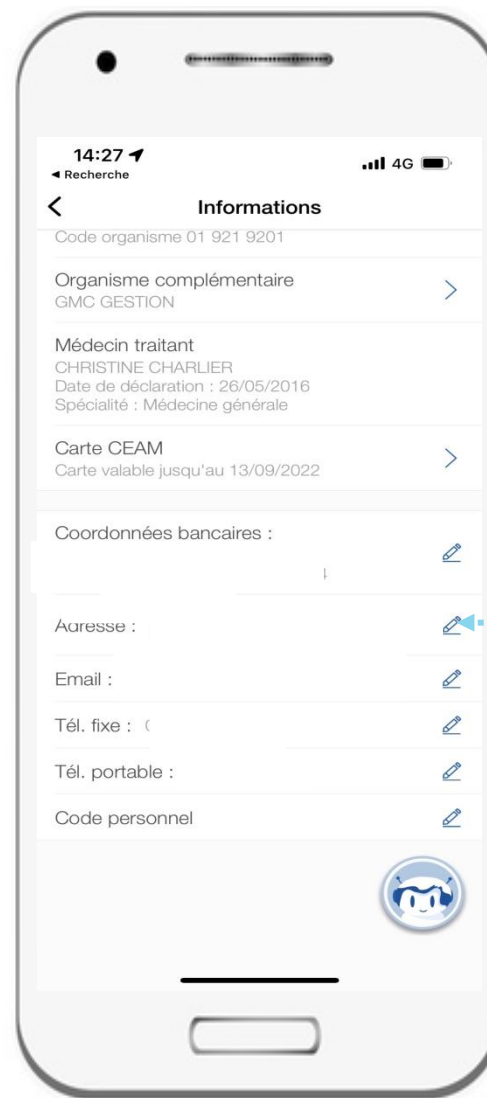 14:27
◀ Recherche
4G
Informations
Code organisme 01 921 9201
Organisme complémentaire
GMC GESTION
Médecin traitant
CHRISTINE CHARLIER
Date de déclaration : 26/05/2016
Spécialité : Médecine générale
Carte CEAM
Carte valable jusqu'au 13/09/2022
Coordonnées bancaires :
Adresse :
Email :
Tél. fixe :
Tél. portable :
Code personnel